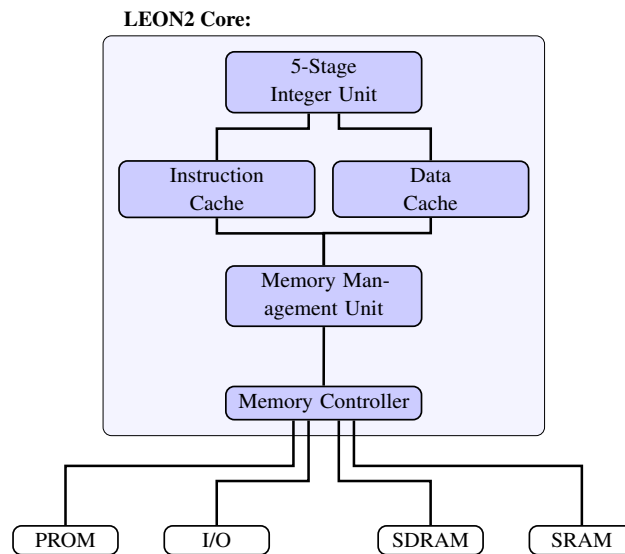 LEON2 Core:
5-Stage
Integer Unit
Instruction
Cache
Data
Cache
Memory Man-
agement Unit
Memory Controller
PROM
I/O
SDRAM
SRAM